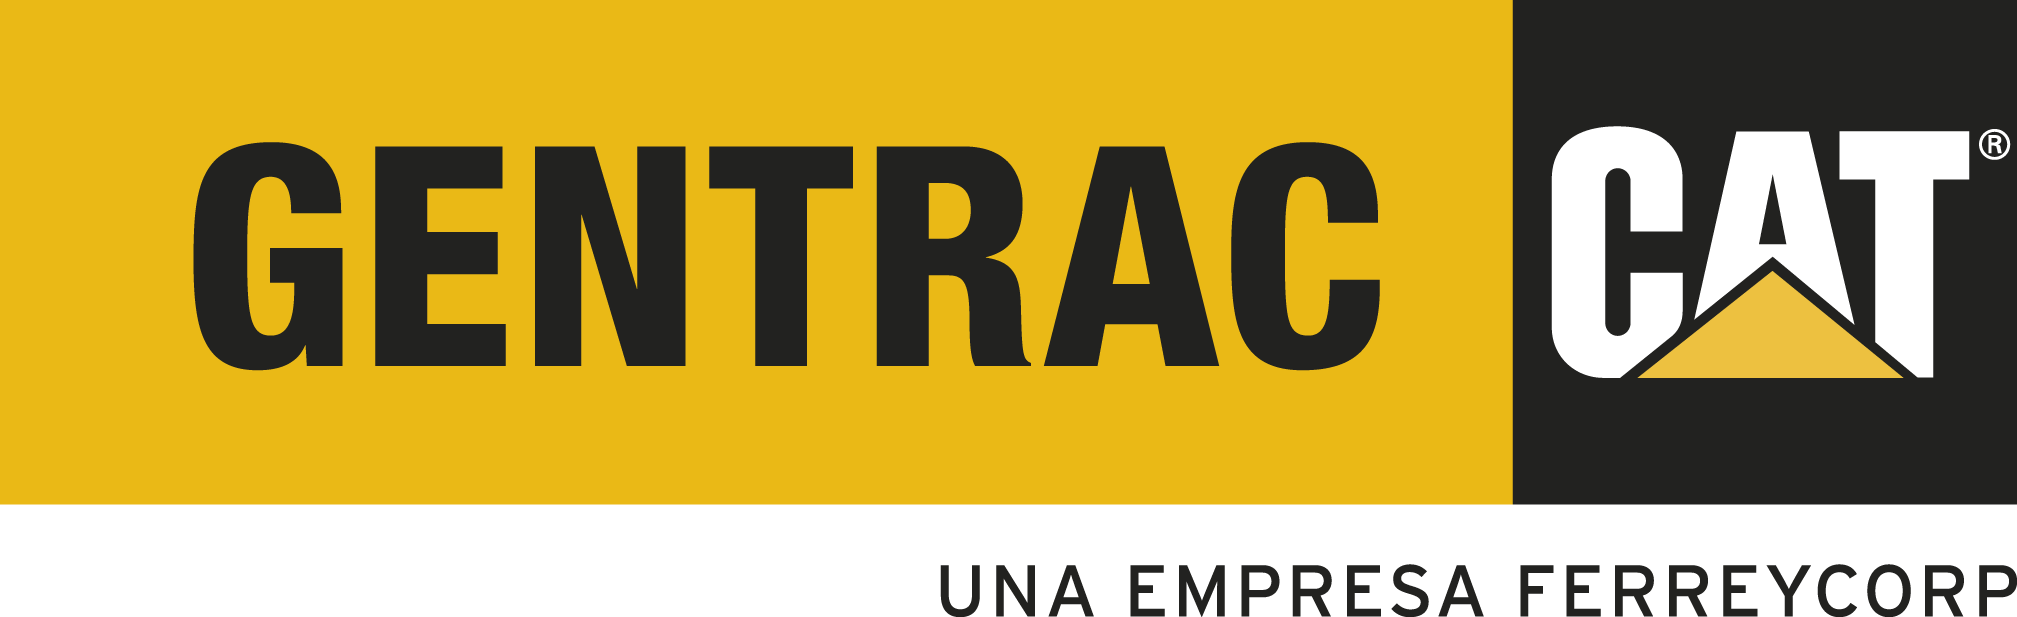 GENTRAC CAT®
UNA EMPRESA FERREYCORP